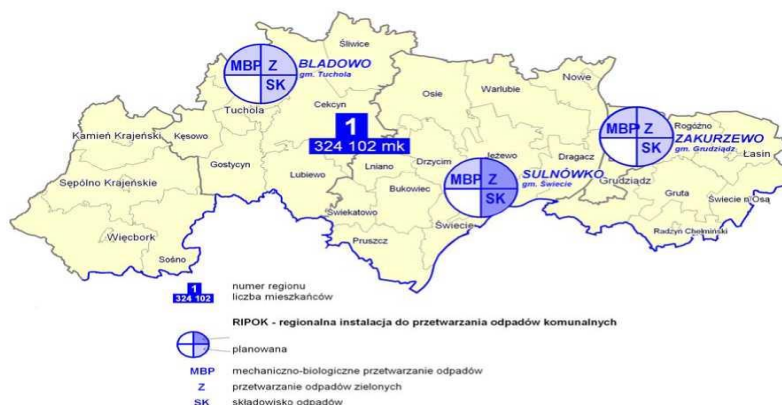 Śliwice
MBP Z
SK
BLADOWO
gm. Tuchola
Nowe
Osie
Warlubie
Tuchola
Cekcyn
1
324 102 mk
MBP Z
SK
Rogóźno
ZAKURZEWO
gm. Grudziądz
Łasin
Kamień Krajeński
Kęsowo
Gostycyn
Lubiewo
Lniano
Drzycim
Jeżewo
Dragacz
Grudziądz
Sępólno Krajeńskie
Bukowiec
MBP Z
SK
SULNÓWKO
gm. Świecie
Gruta
Świecie n/Osą
Świekatowo
Świecie
Radzyn Chełmiński
Więcbork
Sośno
Pruszcz
1
324 102
numer regionu
liczba mieszkańców
RIPOK - regionalna instalacja do przetwarzania odpadów komunalnych
planowana
MBP mechaniczno-biologiczne przetwarzanie odpadów
Z przetwarzanie odpadów zielonych
SK składowisko odpadów